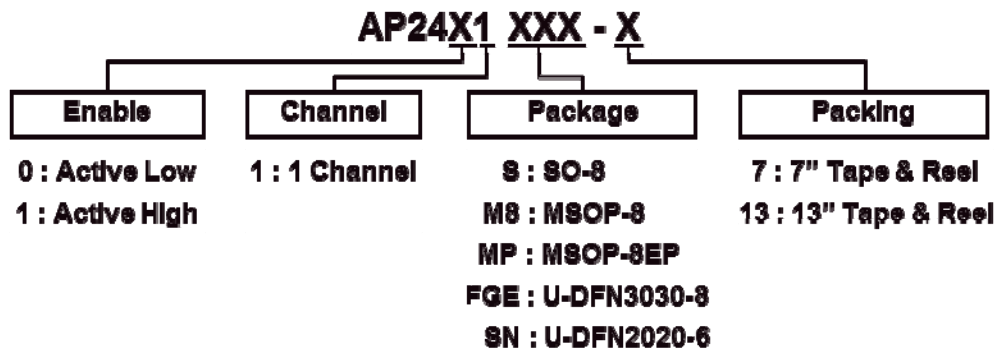 AP24X1 XXX - X
Enable Channel Package Packing
0 : Active Low 1 : 1 Channel S : SO-8 7 : 7" Tape & Reel
1 : Active High M8 : MSOP-8 13 : 13" Tape & Reel
MP : MSOP-8EP
FGE : U-DFN3030-8
SN : U-DFN2020-6